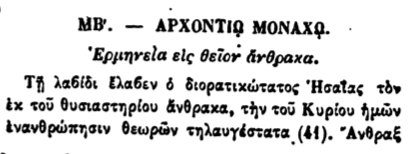 ΜΒʹ. — ΑΡΧΟΝΤΙῼ ΜΟΝΑΧῼ.
Ἑρμηνεία εἰς θεῖον ἄνθρακα.
Τῇ λαβίδι ἔλαβεν ὁ διορατικώτατος Ἡσαΐας τὸν
ἐκ τοῦ θυσιαστηρίου ἄνθρακα, τὴν τοῦ Κυρίου ἡμῶν
ἐνανθρώπησιν θεωρῶν τηλαυγέστατα (41). Ἄνθραξ